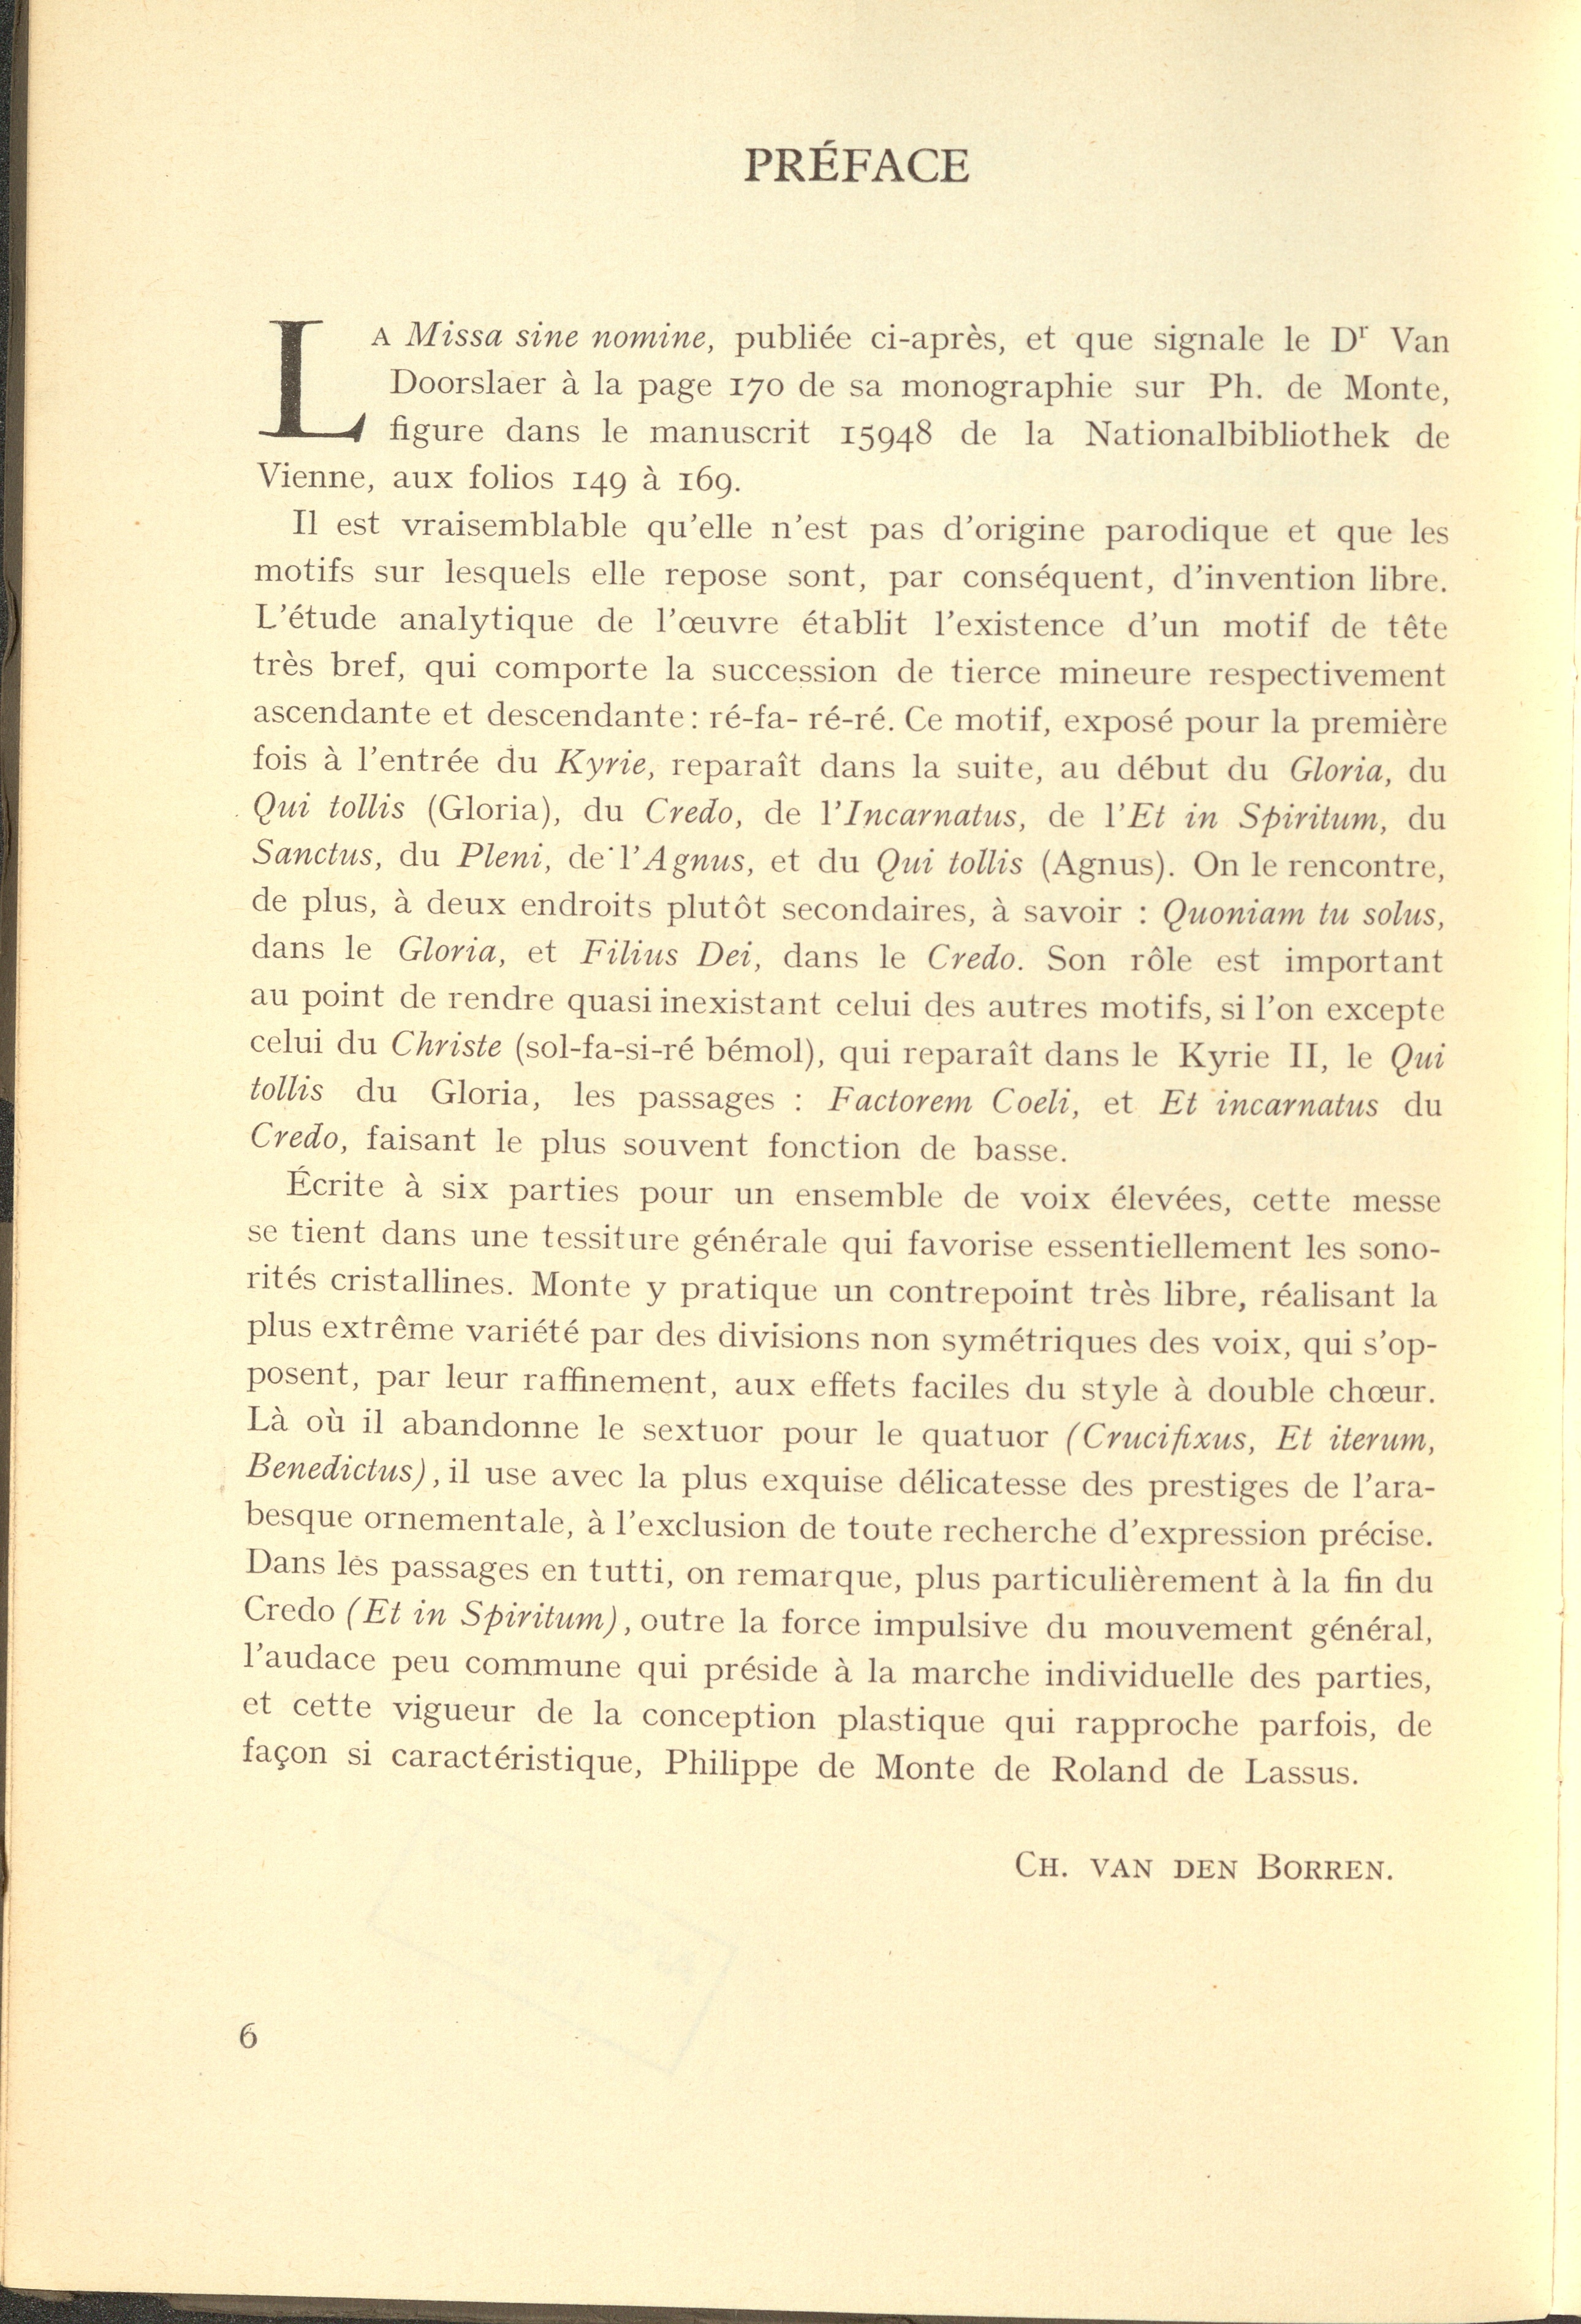 PRÉFACE
LA Missa sine nomine, publiée ci-après, et que signale le Dr Van
Doorslaer à la page 170 de sa monographie sur Ph. de Monte,
figure dans le manuscrit 15948 de la Nationalbibliothek de
Vienne, aux folios 149 à 169.
Il est vraisemblable qu'elle n'est pas d'origine parodique et que les
motifs sur lesquels elle repose sont, par conséquent, d'invention libre.
L'étude analytique de l'œuvre établit l'existence d'un motif de tête
très bref, qui comporte la succession de tierce mineure respectivement
ascendante et descendante: ré-fa- ré-ré. Ce motif, exposé pour la première
fois à l'entrée du Kyrie, reparaît dans la suite, au début du Gloria, du
Qui tollis (Gloria), du Credo, de l'Incarnatus, de l'Et in Spiritum, du
Sanctus, du Pleni, de l'Agnus, et du Qui tollis (Agnus). On le rencontre,
de plus, à deux endroits plutôt secondaires, à savoir : Quoniam tu solus,
dans le Gloria, et Filius Dei, dans le Credo. Son rôle est important
au point de rendre quasi inexistant celui des autres motifs, si l'on excepte
celui du Christe (sol-fa-si-ré bémol), qui reparaît dans le Kyrie II, le Qui
tollis du Gloria, les passages : Factorem Coeli, et Et incarnatus du
Credo, faisant le plus souvent fonction de basse.
Écrite à six parties pour un ensemble de voix élevées, cette messe
se tient dans une tessiture générale qui favorise essentiellement les sono-
rités cristallines. Monte y pratique un contrepoint très libre, réalisant la
plus extrême variété par des divisions non symétriques des voix, qui s'op-
posent, par leur raffinement, aux effets faciles du style à double chœur.
Là où il abandonne le sextuor pour le quatuor (Crucifixus, Et iterum,
Benedictus), il use avec la plus exquise délicatesse des prestiges de l'ara-
besque ornementale, à l'exclusion de toute recherche d'expression précise.
Dans les passages en tutti, on remarque, plus particulièrement à la fin du
Credo (Et in Spiritum), outre la force impulsive du mouvement général,
l'audace peu commune qui préside à la marche individuelle des parties,
et cette vigueur de la conception plastique qui rapproche parfois, de
façon si caractéristique, Philippe de Monte de Roland de Lassus.
CH. VAN DEN BORREN.
6